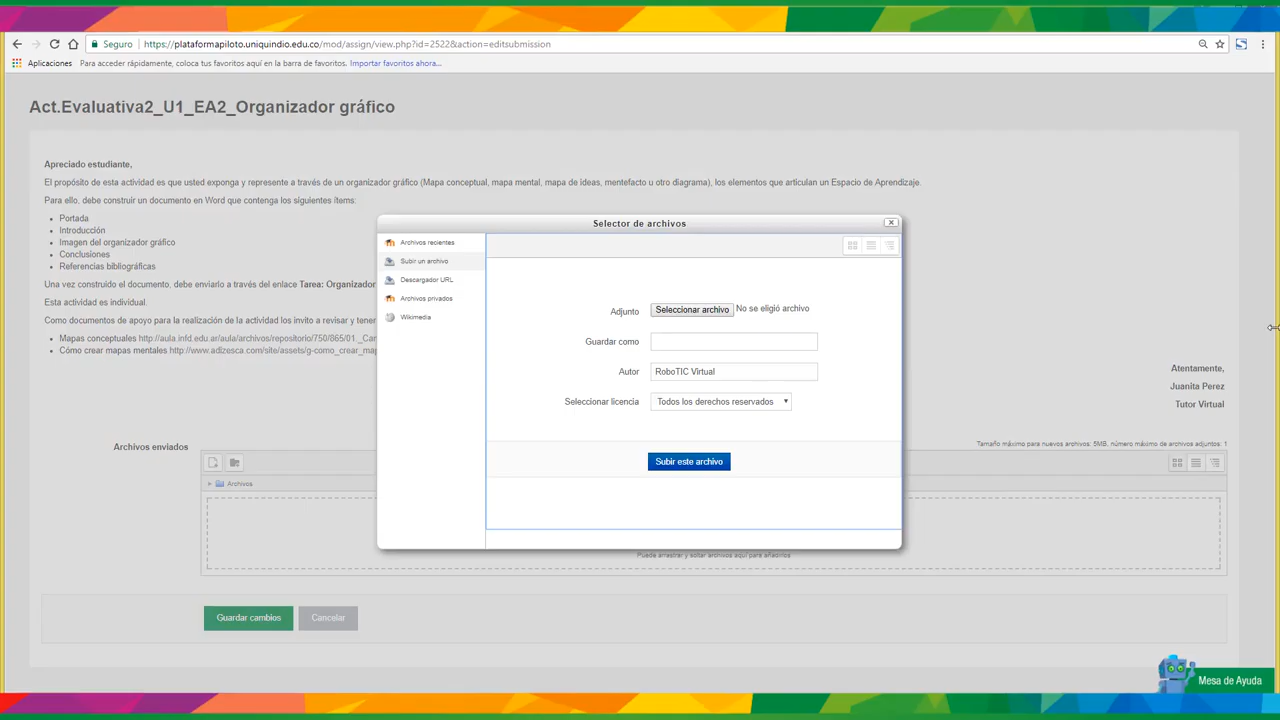 Seguro
https://plataformapiloto.uniquindio.edu.co/mod/assign/view.php?id=2522&action=editsubmission
Aplicaciones
Para acceder rápidamente, coloca tus favoritos aquí en la barra de favoritos.
Importar favoritos ahora...
Act.Evaluativa2_U1_EA2_Organizador gráfico
Apreciado estudiante,
El propósito de esta actividad es que usted exponga y represente a través de un organizador gráfico (Mapa conceptual, mapa mental, mapa de ideas, mentefacto u otro diagrama), los elementos que articulan un Espacio de Aprendizaje.
Para ello, debe construir un documento en Word que contenga los siguientes ítems:
Portada
Introducción
Imagen del organizador gráfico
Conclusiones
Referencias bibliográficas
Una vez construido el documento, debe enviarlo a través del enlace Tarea: Organizador
Esta actividad es individual.
Como documentos de apoyo para la realización de la actividad los invito a revisar y tener
Mapas conceptuales http://aula.infd.edu.ar/aula/archivos/repositorio/750/865/01_Car
Cómo crear mapas mentales http://www.adizesca.com/site/assets/g-como_crear_map
Atentamente,
Juanita Perez
Tutor Virtual
Selector de archivos
Archivos recientes
Subir un archivo
Descargador URL
Archivos privados
Wikimedia
Adjunto
Seleccionar archivo
No se eligió archivo
Guardar como
Autor
RoboTIC Virtual
Seleccionar licencia
Todos los derechos reservados
Subir este archivo
Archivos enviados
Tamaño máximo para nuevos archivos: 5MB, número máximo de archivos adjuntos: 1
Archivos
Puede arrastrar y soltar archivos aquí para añadirlos
Guardar cambios
Cancelar
Mesa de Ayuda